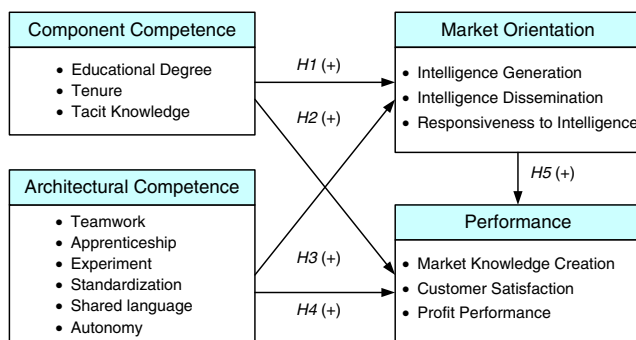 Component Competence
• Educational Degree
• Tenure
• Tacit Knowledge
H1 (+)
H2 (+)
Market Orientation
• Intelligence Generation
• Intelligence Dissemination
• Responsiveness to Intelligence
H5 (+)
Architectural Competence
• Teamwork
• Apprenticeship
• Experiment
• Standardization
• Shared language
• Autonomy
H3 (+)
H4 (+)
Performance
• Market Knowledge Creation
• Customer Satisfaction
• Profit Performance